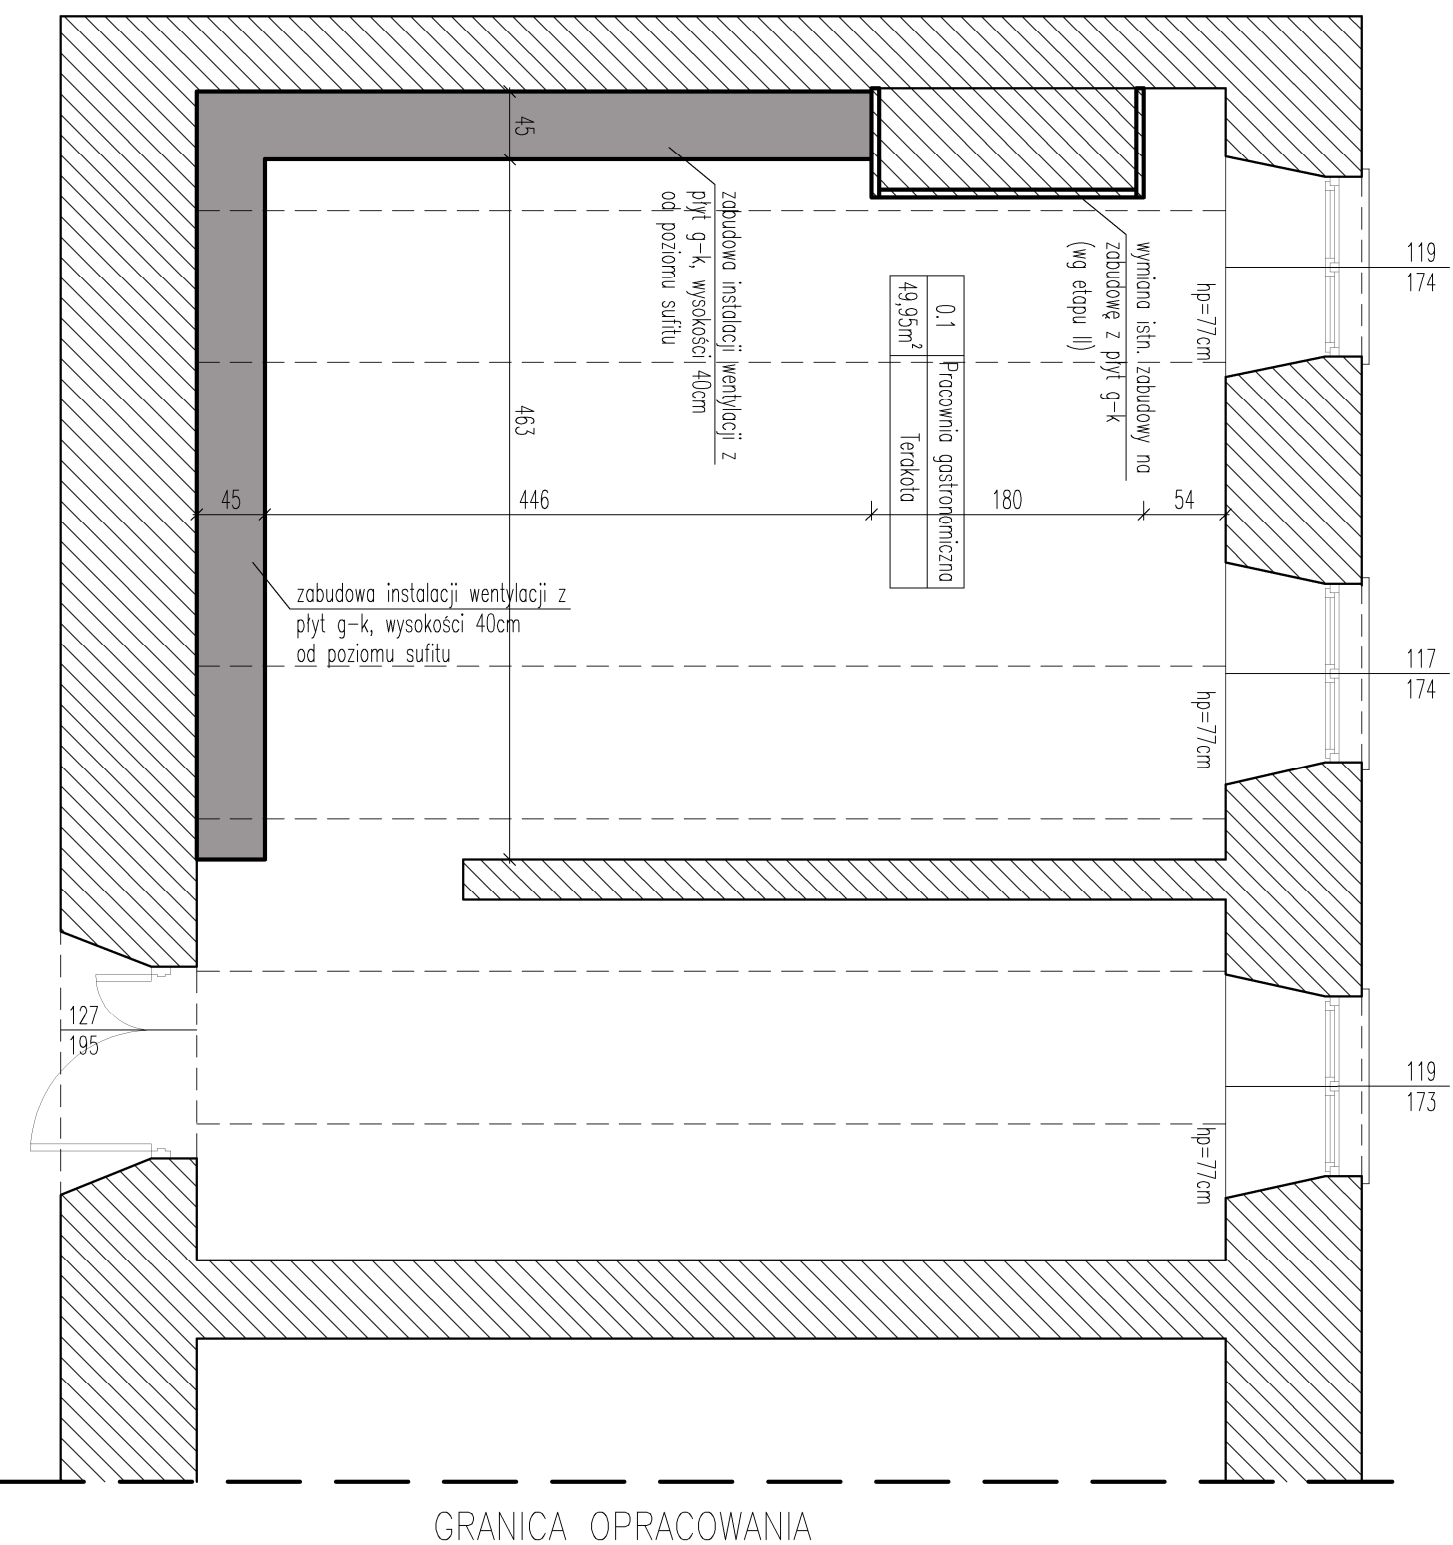 45
zabudowa instalacji wentylacji z
płyt g-k, wysokości 40cm
od poziomu sufitu
wymiana istn. zabudowy na
zabudowę z płyt g-k
(wg etapu II)
119
174
hp=77cm
0.1 Pracownia gastronomiczna
49,95m² Terakota
463
45
446
180
54
zabudowa instalacji wentylacji z
płyt g-k, wysokości 40cm
od poziomu sufitu
117
174
hp=77cm
127
195
119
173
hp=77cm
GRANICA OPRACOWANIA